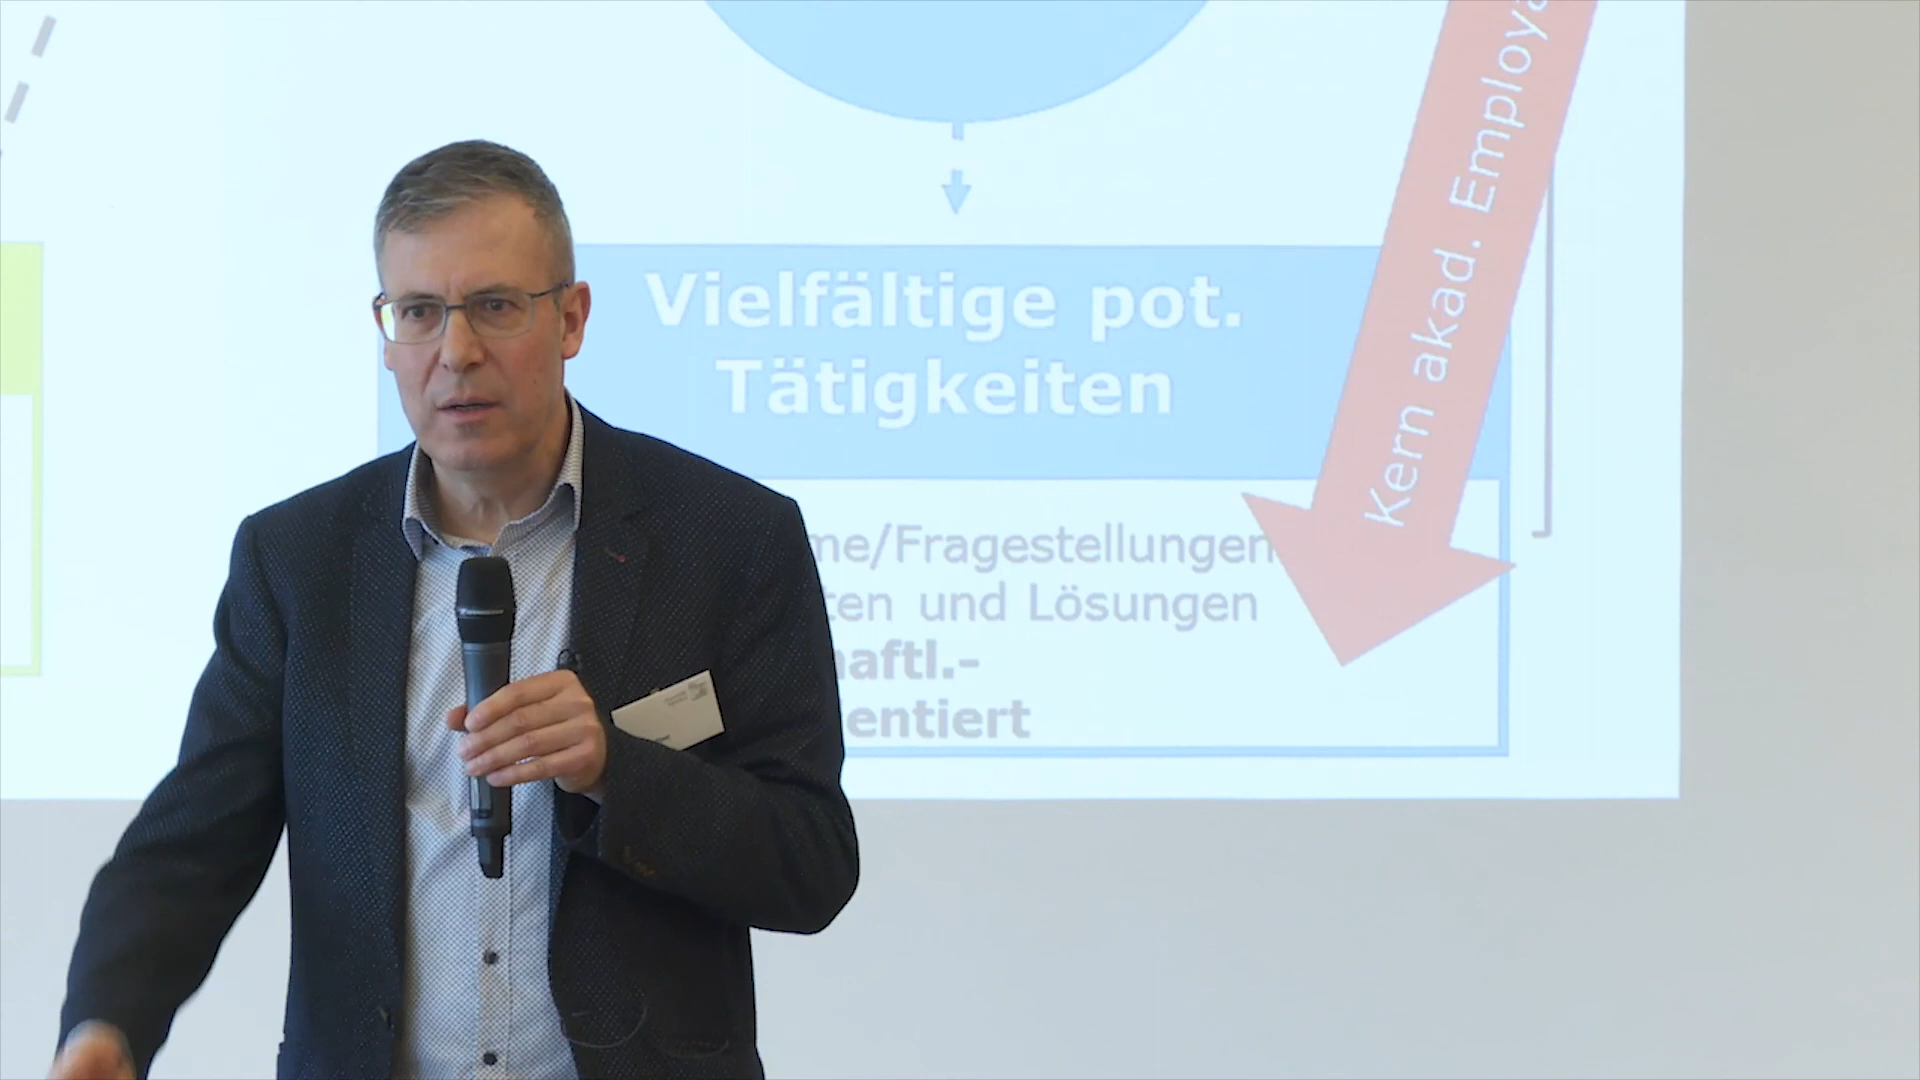 Vielfältige pot.
Tätigkeiten
Kern akad. Employa
me/Fragestellungen
ten und Lösungen
haftl.-
entiert